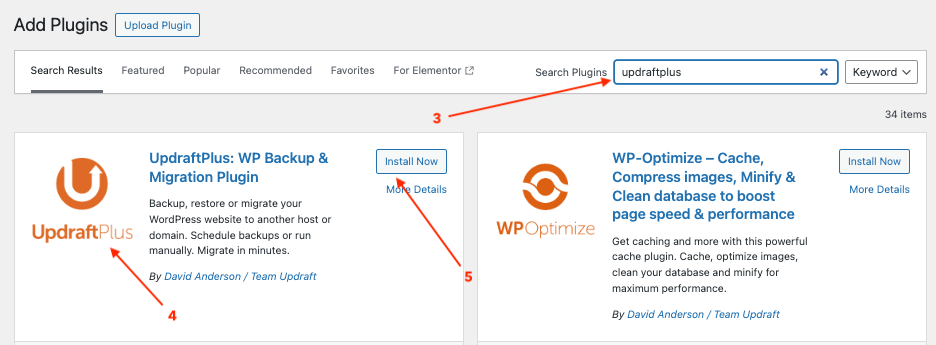 Add Plugins
Upload Plugin
Search Results
Featured
Popular
Recommended
Favorites
For Elementor
Search Plugins
updraftplus
Keyword
3
34 items
UpdraftPlus
UpdraftPlus: WP Backup &
Migration Plugin
Install Now
More Details
Backup, restore or migrate your
WordPress website to another host or
domain. Schedule backups or run
manually. Migrate in minutes.
By David Anderson / Team Updraft
4
5
WPOptimize
WP-Optimize – Cache,
Compress images, Minify &
Clean database to boost
page speed & performance
Install Now
More Details
Get caching and more with this powerful
cache plugin. Cache, optimize images,
clean your database and minify for
maximum performance.
By David Anderson / Team Updraft